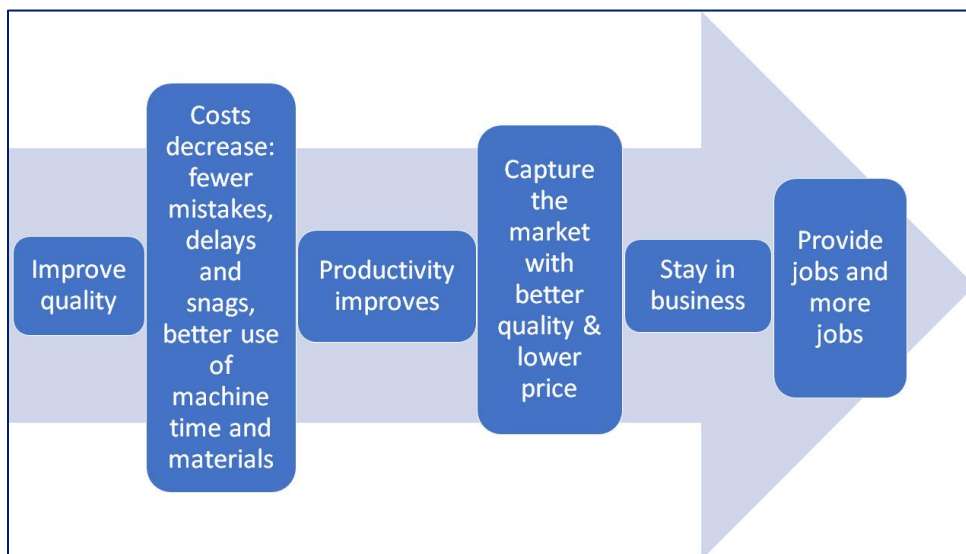 Improve
quality
Costs
decrease:
fewer
mistakes,
delays
and
snags,
better use
of
machine
time and
materials
Productivity
improves
Capture
the
market
with
better
quality &
lower
price
Stay in
business
Provide
jobs and
more
jobs